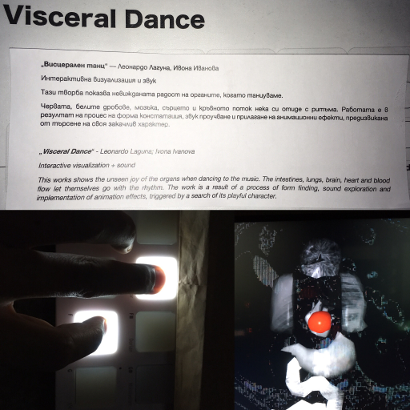 Visceral Dance
„Висцерален танц" — Леонардо Лагуна, Ивона Иванова
Интерактивна визуализация и звук
Тази творба показва невижданата радост на органите, когато танцуваме.
Червата, белите дробове, мозъка, сърцето и кръвното поток нека си отиде с ритъма. Работата е в
резултат на процес на форма констатация, звук проучване и прилагане на анимационни ефекти, предизвикана
от търсене на своя закачлив характер.
„Visceral Dance" - Leonardo Laguna, Ivona Ivanova
Interactive visualization + sound
This works shows the unseen joy of the organs when dancing to the music. The intestines, lungs, brain, heart and blood
flow let themselves go with the rhythm. The work is a result of a process of form finding, sound exploration and
implementation of animation effects, triggered by a search of its playful character.